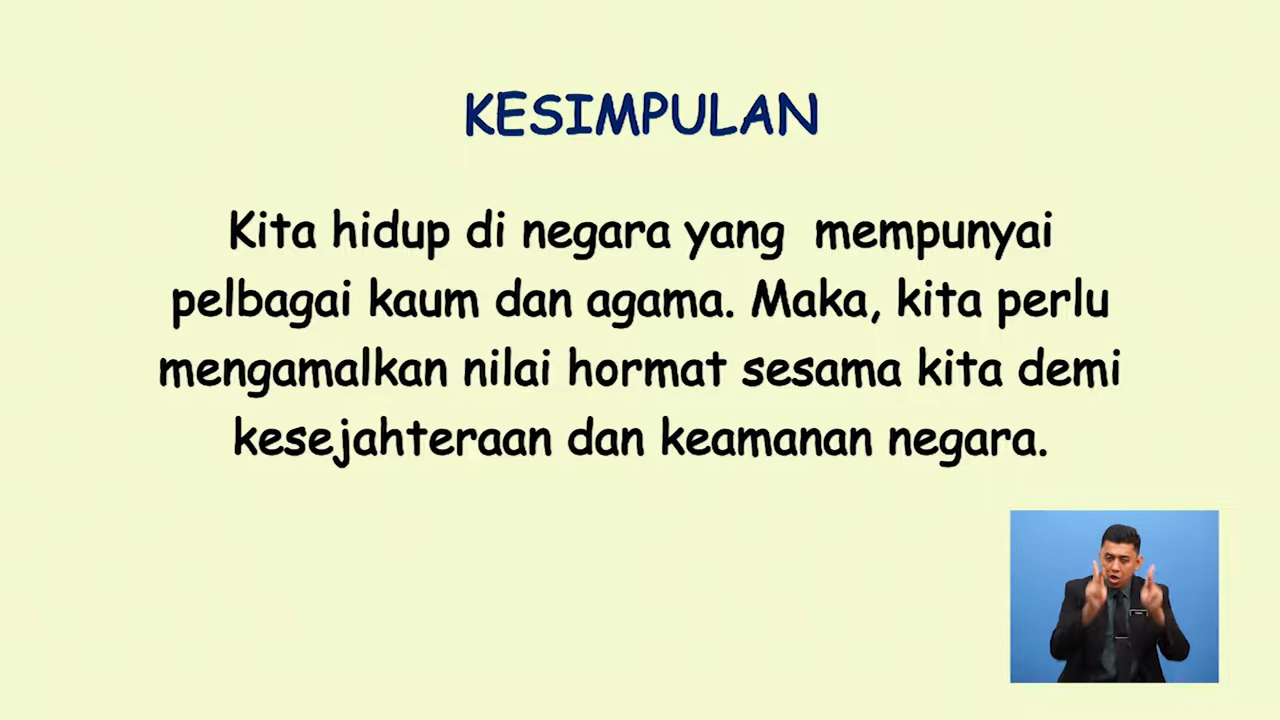 KESIMPULAN
Kita hidup di negara yang  mempunyai
pelbagai kaum dan agama. Maka, kita perlu
mengamalkan nilai hormat sesama kita demi
kesejahteraan dan keamanan negara.